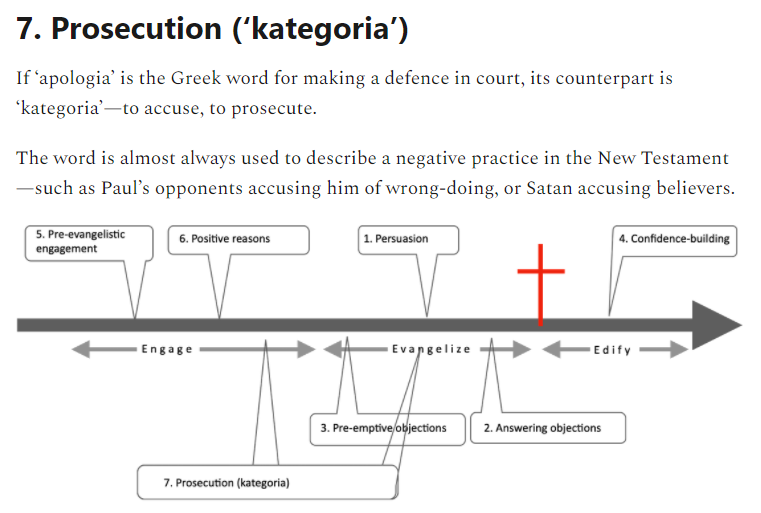 7. Prosecution (‘kategoria’)
If ‘apologia’ is the Greek word for making a defence in court, its counterpart is
‘kategoria’—to accuse, to prosecute.
The word is almost always used to describe a negative practice in the New Testament
—such as Paul’s opponents accusing him of wrong-doing, or Satan accusing believers.
5. Pre-evangelistic
engagement
6. Positive reasons
1. Persuasion
4. Confidence-building
Engage
Evangelize
Edify
3. Pre-emptive objections
2. Answering objections
7. Prosecution (kategoria)